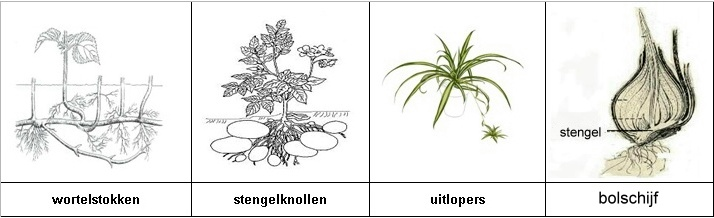 stengel
wortelstokken
stengelknollen
uitlopers
bolschijf